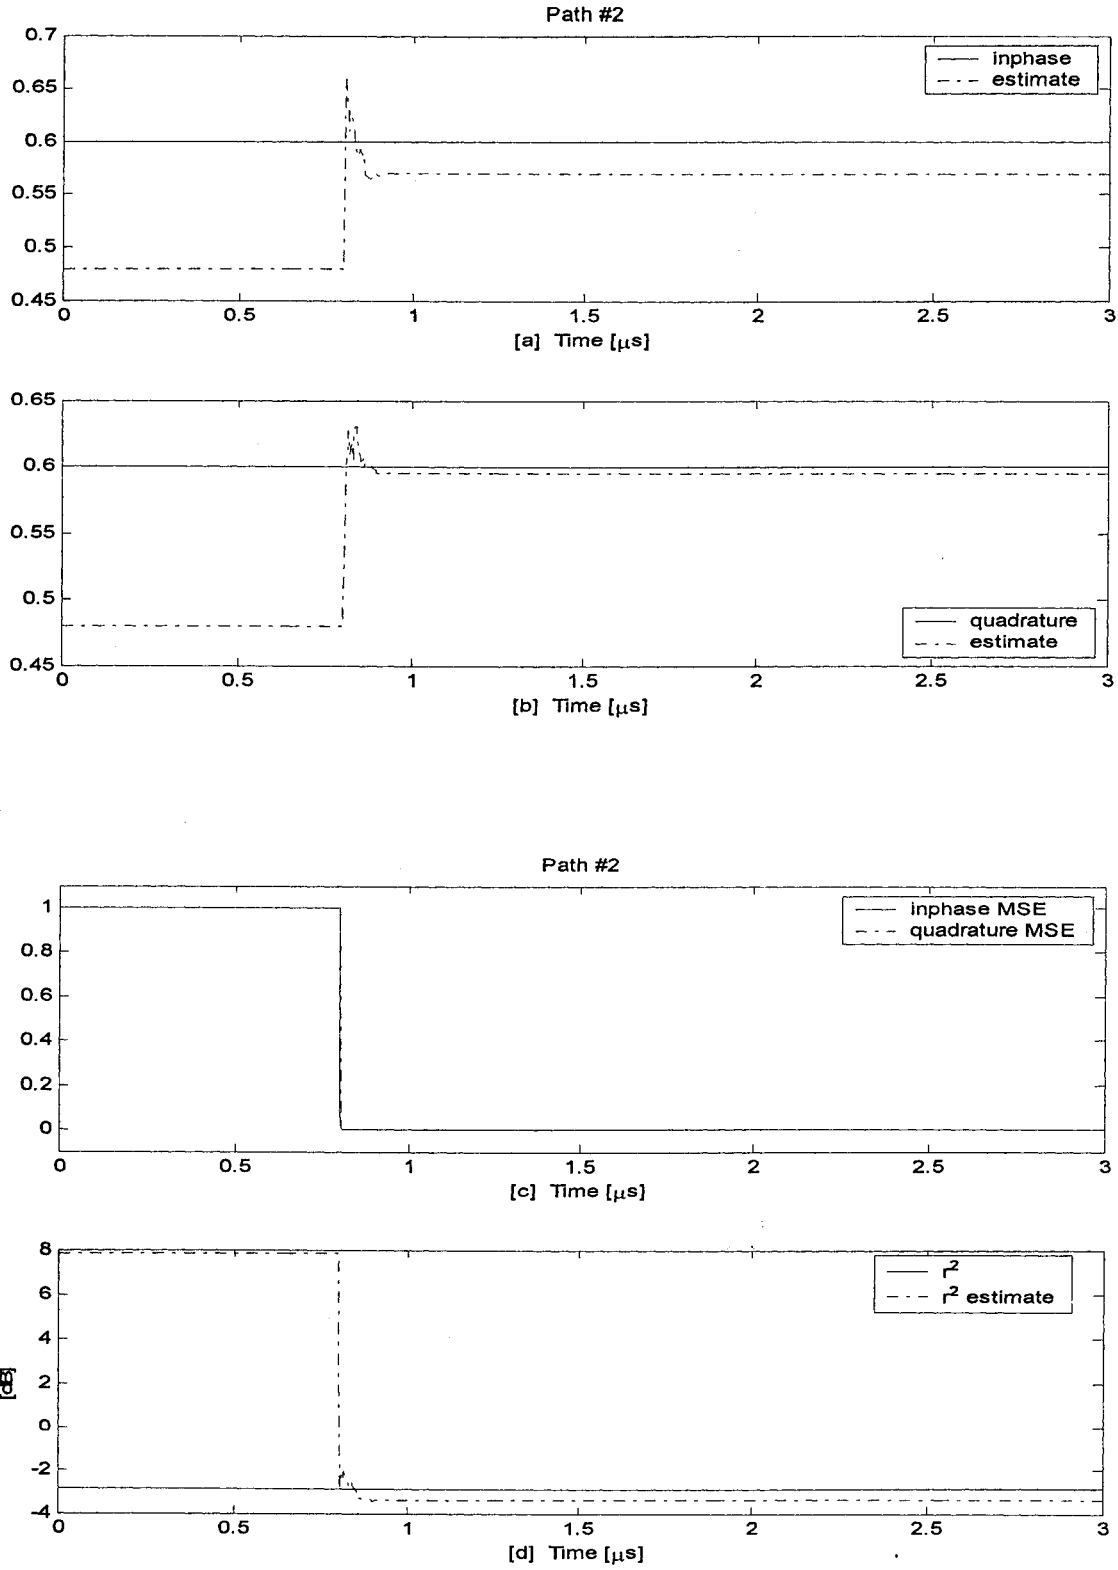 Path #2
0.7
0.65
0.6
0.55
0.5
0.45
inphase
estimate
0 0.5 1 1.5 2 2.5 3
[a] Time [μs]
0.65
0.6
0.55
0.5
0.45
quadrature
estimate
0 0.5 1 1.5 2 2.5 3
[b] Time [μs]
Path #2
1
0.8
0.6
0.4
0.2
0
inphase MSE
quadrature MSE
0 0.5 1 1.5 2 2.5 3
[c] Time [μs]
8
6
4
2
0
-2
-4
[dB]
r²
r² estimate
0 0.5 1 1.5 2 2.5 3
[d] Time [μs]